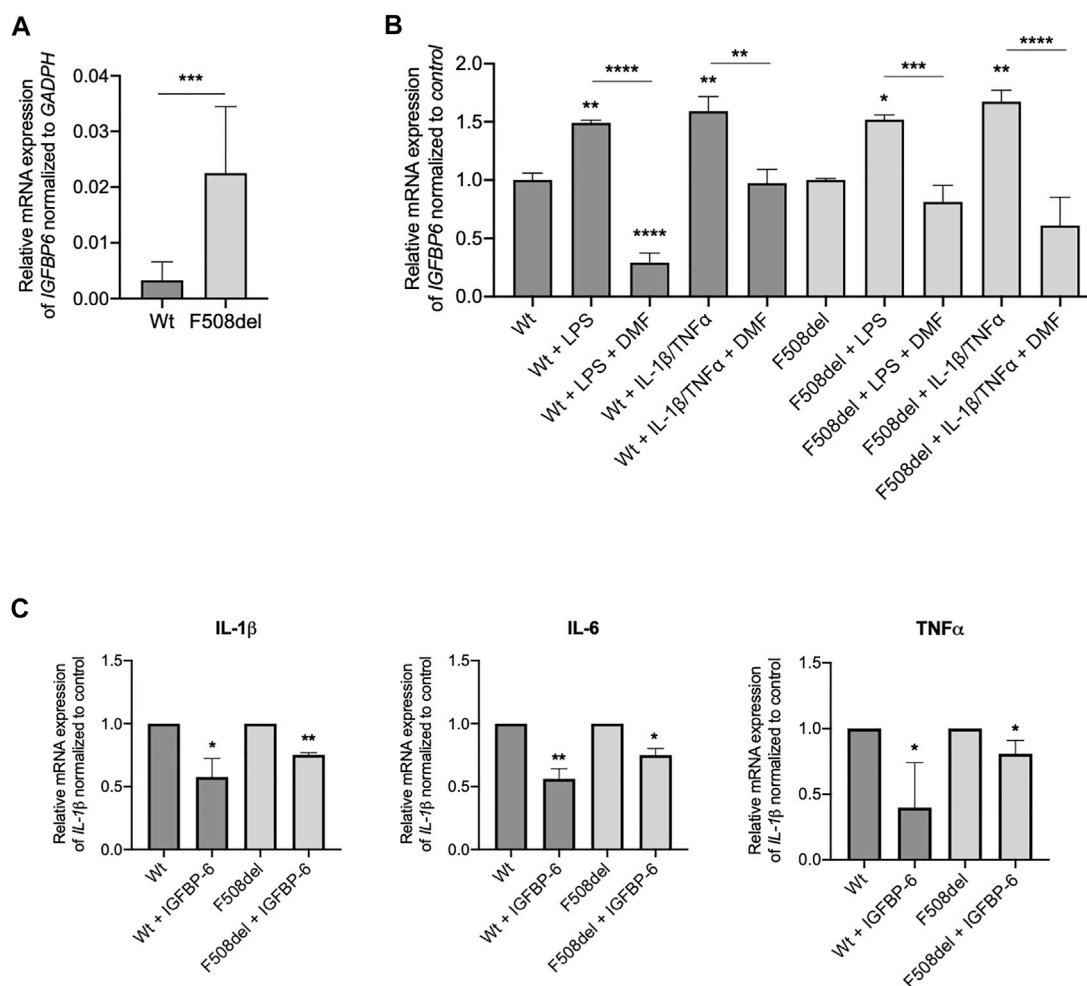 A
Relative mRNA expression
of IGFBP6 normalized to GADPH
0.04
0.03
0.02
0.01
0.00
***
Wt
F508del
B
Relative mRNA expression
of IGFBP6 normalized to control
2.0
1.5
1.0
0.5
0.0
**
****
****
**
**
*
***
**
****
Wt
Wt + LPS
Wt + LPS + DMF
Wt + IL-1β/TNFα
Wt + IL-1β/TNFα + DMF
F508del
F508del + LPS
F508del + LPS + DMF
F508del + IL-1β/TNFα
F508del + IL-1β/TNFα + DMF
C
IL-1β
Relative mRNA expression
of IL-1β normalized to control
1.5
1.0
0.5
0.0
*
**
Wt
Wt + IGFBP-6
F508del
F508del + IGFBP-6
IL-6
Relative mRNA expression
of IL-1β normalized to control
1.5
1.0
0.5
0.0
**
*
Wt
Wt + IGFBP-6
F508del
F508del + IGFBP-6
TNFα
Relative mRNA expression
of IL-1β normalized to control
1.5
1.0
0.5
0.0
*
*
Wt
Wt + IGFBP-6
F508del
F508del + IGFBP-6